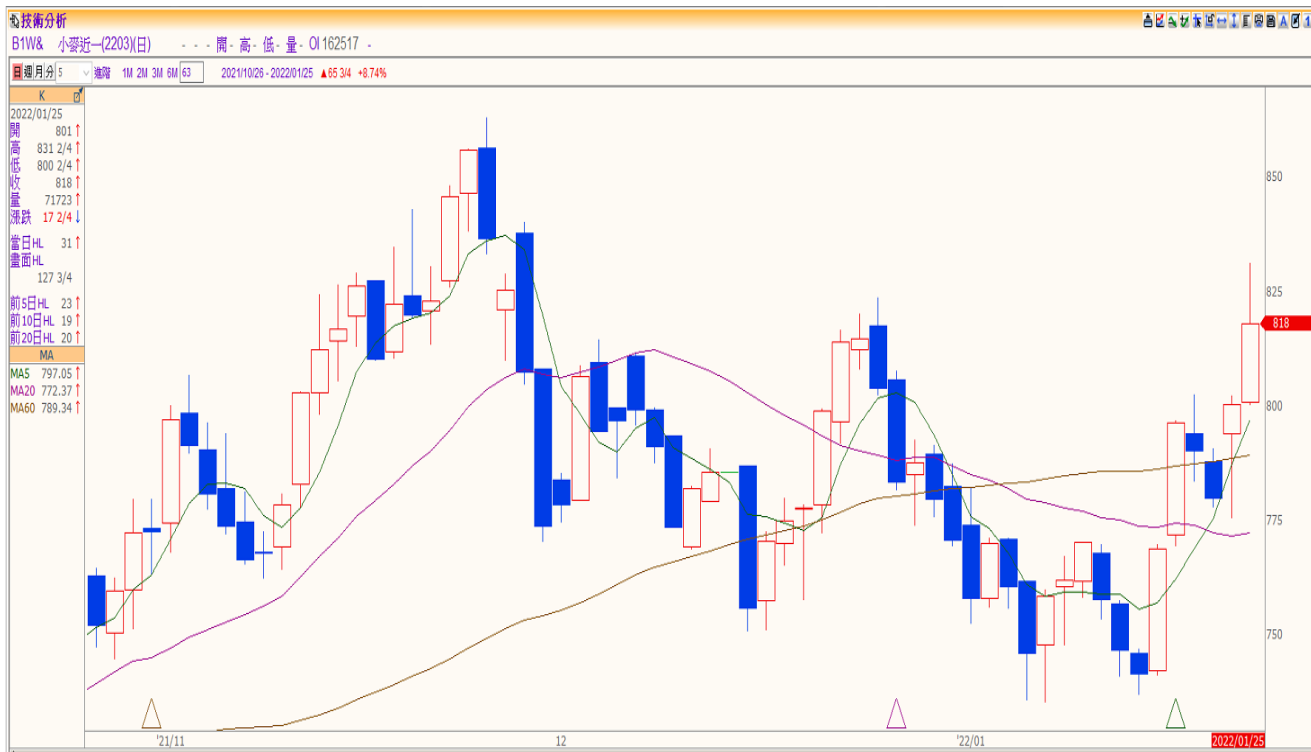 技術分析
B1W& 小麥近一(2203)(日) - - - 開- 高- 低- 量- OI 162517 -
日 週 月 分 5 進階 1M 2M 3M 6M 63 2021/10/26 - 2022/01/25 ▲65 3/4 +8.74%
K
2022/01/25
開 801↑
高 831 2/4↑
低 800 2/4↑
收 818↑
量 71723↑
漲跌 17 2/4↓
當日HL 31↑
畫面HL
127 3/4
前5日HL 23↑
前10日HL 19↑
前20日HL 20↑
MA
MA5 797.05↑
MA20 772.37↑
MA60 789.34↑
850
825
818
800
775
750
'21/11 12 '22/01 2022/01/25